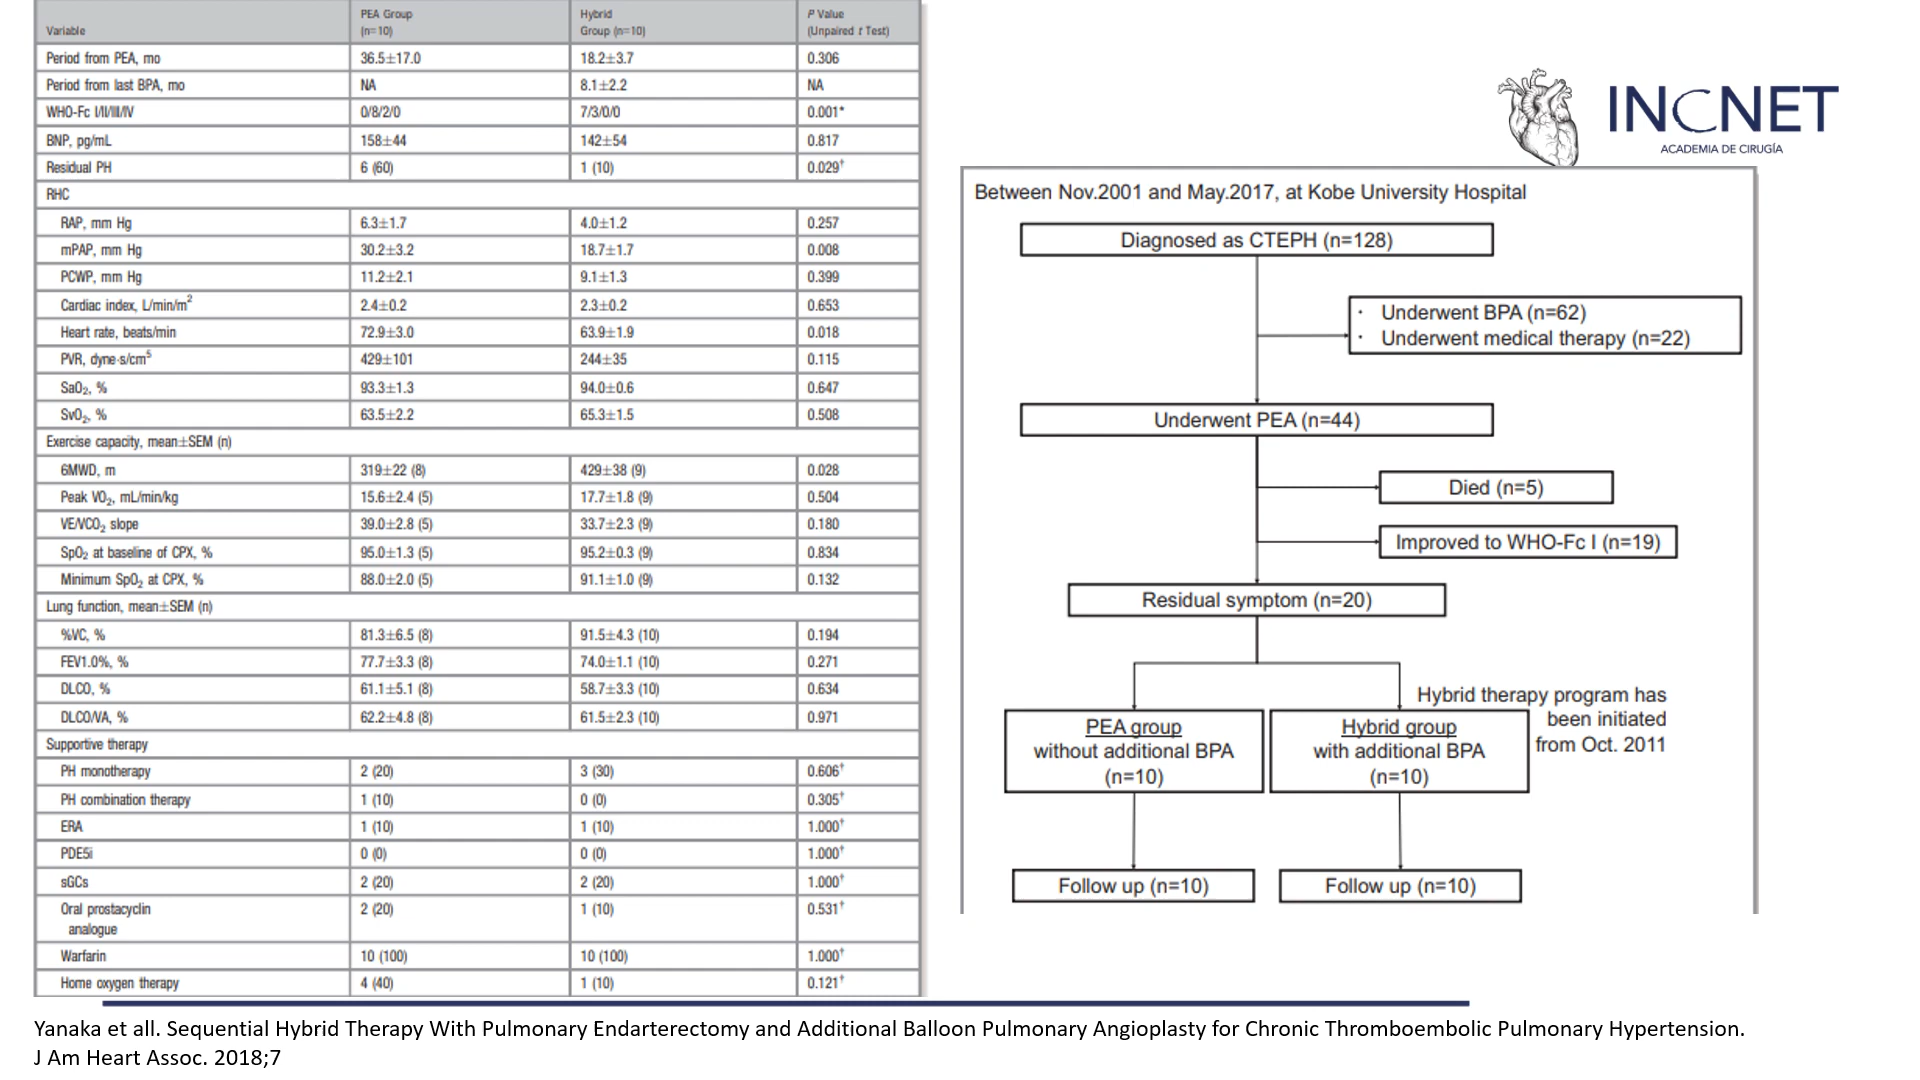 Variable PEA Group (n=10) Hybrid Group (n=10) P Value (Unpaired t Test)
Period from PEA, mo 36.5±17.0 18.2±3.7 0.306
Period from last BPA, mo NA 8.1±2.2 NA
WHO-Fc I/II/III/IV 0/8/2/0 7/3/0/0 0.001*
BNP, pg/mL 158±44 142±54 0.817
Residual PH 6 (60) 1 (10) 0.029†
RHC
RAP, mm Hg 6.3±1.7 4.0±1.2 0.257
mPAP, mm Hg 30.2±3.2 18.7±1.7 0.008
PCWP, mm Hg 11.2±2.1 9.1±1.3 0.399
Cardiac index, L/min/m² 2.4±0.2 2.3±0.2 0.653
Heart rate, beats/min 72.9±3.0 63.9±1.9 0.018
PVR, dyne·s/cm⁵ 429±101 244±35 0.115
SaO₂, % 93.3±1.3 94.0±0.6 0.647
SvO₂, % 63.5±2.2 65.3±1.5 0.508
Exercise capacity, mean±SEM (n)
6MWD, m 319±22 (8) 429±38 (9) 0.028
Peak VO₂, mL/min/kg 15.6±2.4 (5) 17.7±1.8 (9) 0.504
VE/VCO₂ slope 39.0±2.8 (5) 33.7±2.3 (9) 0.180
SpO₂ at baseline of CPX, % 95.0±1.3 (5) 95.2±0.3 (9) 0.834
Minimum SpO₂ at CPX, % 88.0±2.0 (5) 91.1±1.0 (9) 0.132
Lung function, mean±SEM (n)
%VC, % 81.3±6.5 (8) 91.5±4.3 (10) 0.194
FEV1.0%, % 77.7±3.3 (8) 74.0±1.1 (10) 0.271
DLCO, % 61.1±5.1 (8) 58.7±3.3 (10) 0.634
DLCO/VA, % 62.2±4.8 (8) 61.5±2.3 (10) 0.971
Supportive therapy
PH monotherapy 2 (20) 3 (30) 0.606†
PH combination therapy 1 (10) 0 (0) 0.305†
ERA 1 (10) 1 (10) 1.000†
PDE5i 0 (0) 0 (0) 1.000†
sGCs 2 (20) 2 (20) 1.000†
Oral prostacyclin analogue 2 (20) 1 (10) 0.531†
Warfarin 10 (100) 10 (100) 1.000†
Home oxygen therapy 4 (40) 1 (10) 0.121†
INCNET
ACADEMIA DE CIRUGÍA
Between Nov.2001 and May.2017, at Kobe University Hospital
Diagnosed as CTEPH (n=128)
· Underwent BPA (n=62)
· Underwent medical therapy (n=22)
Underwent PEA (n=44)
Died (n=5)
Improved to WHO-Fc I (n=19)
Residual symptom (n=20)
Hybrid therapy program has
been initiated
from Oct. 2011
PEA group
without additional BPA
(n=10)
Hybrid group
with additional BPA
(n=10)
Follow up (n=10)
Follow up (n=10)
Yanaka et all. Sequential Hybrid Therapy With Pulmonary Endarterectomy and Additional Balloon Pulmonary Angioplasty for Chronic Thromboembolic Pulmonary Hypertension.
J Am Heart Assoc. 2018;7